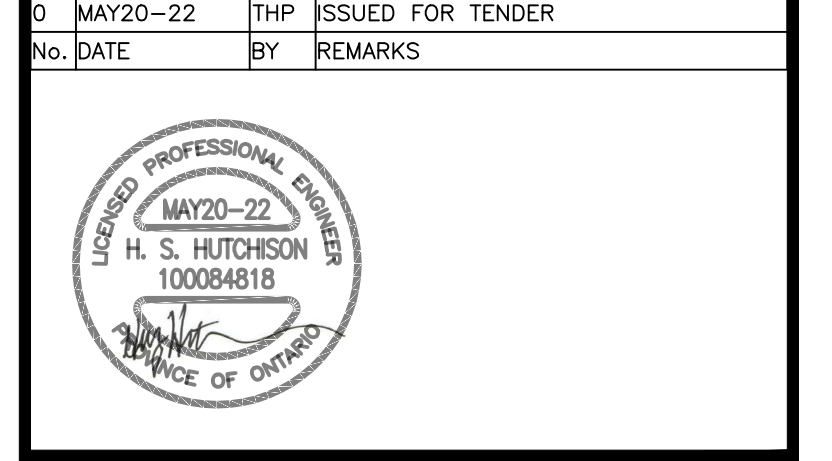 0 MAY20-22 THP ISSUED FOR TENDER
No. DATE BY REMARKS
LICENSED PROFESSIONAL ENGINEER
MAY20-22
H. S. HUTCHISON
100084818
PROVINCE OF ONTARIO